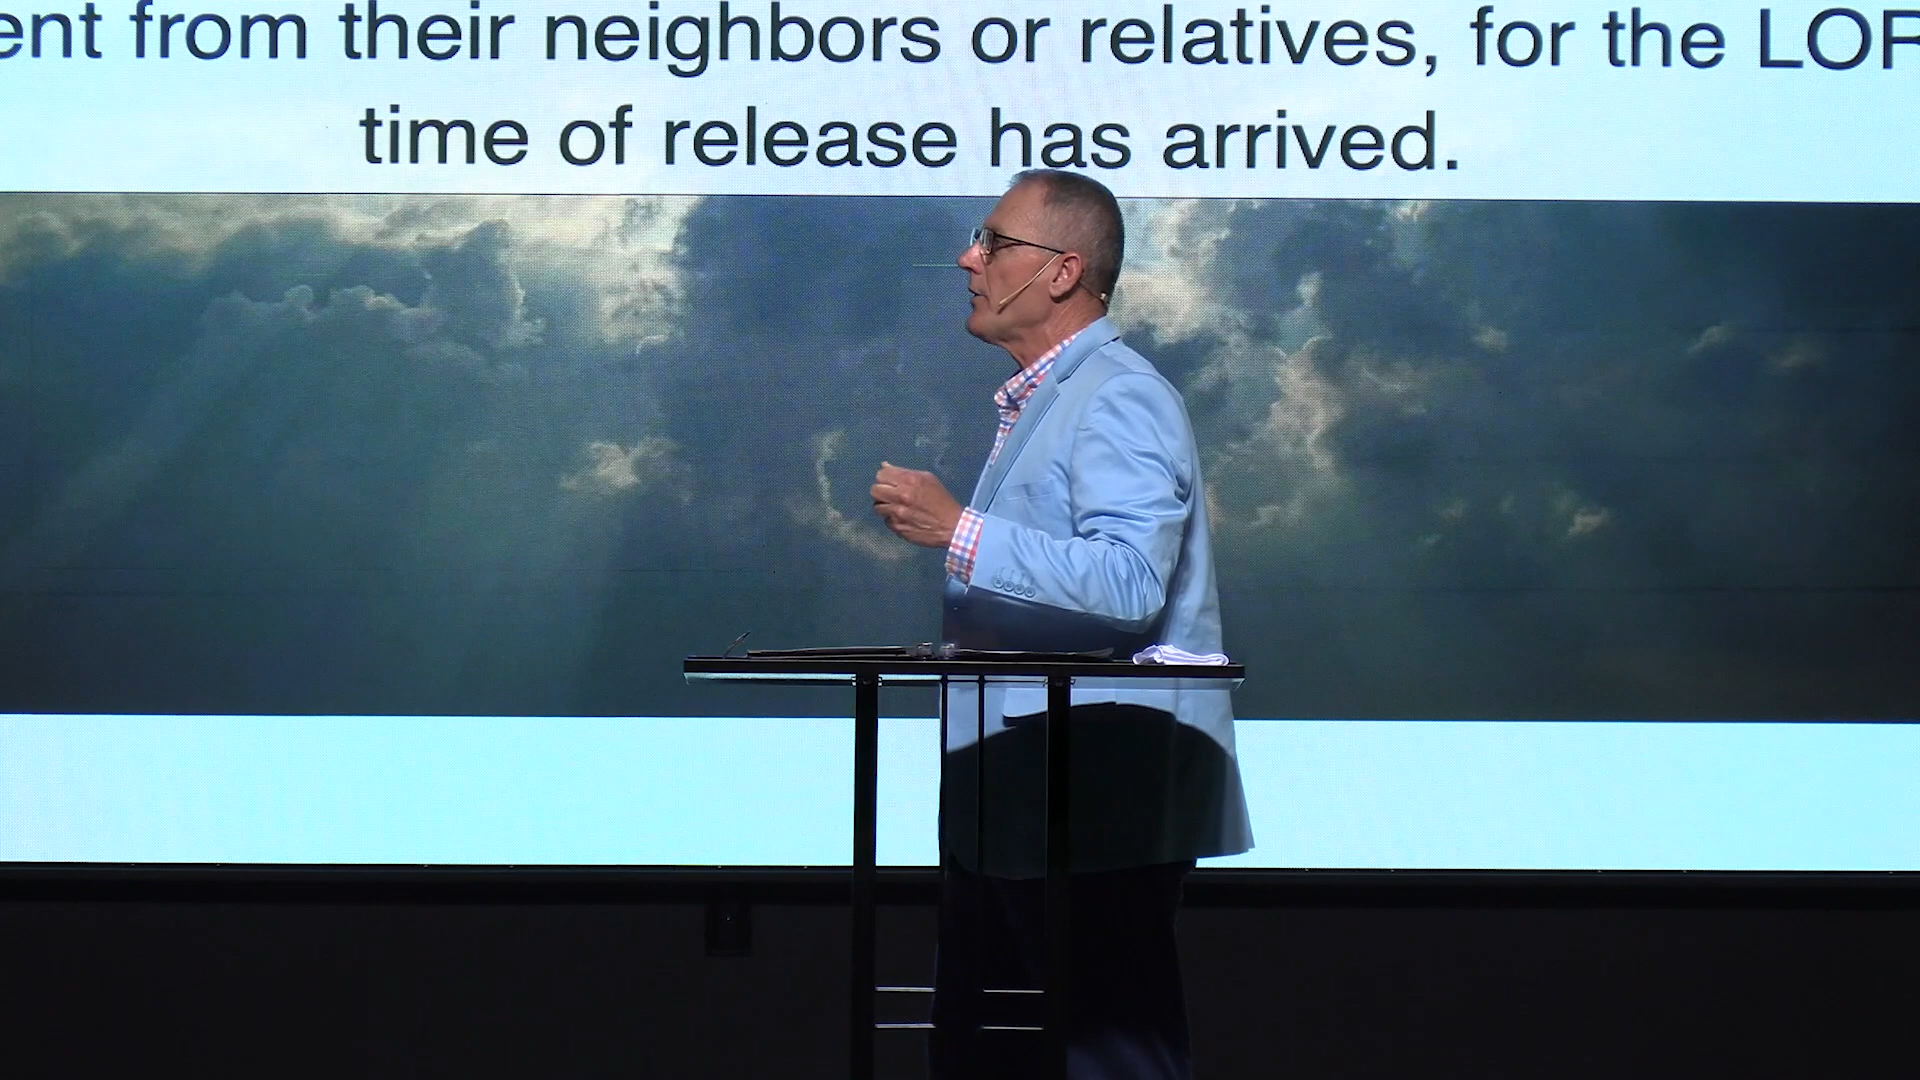 ent from their neighbors or relatives, for the LOR
time of release has arrived.